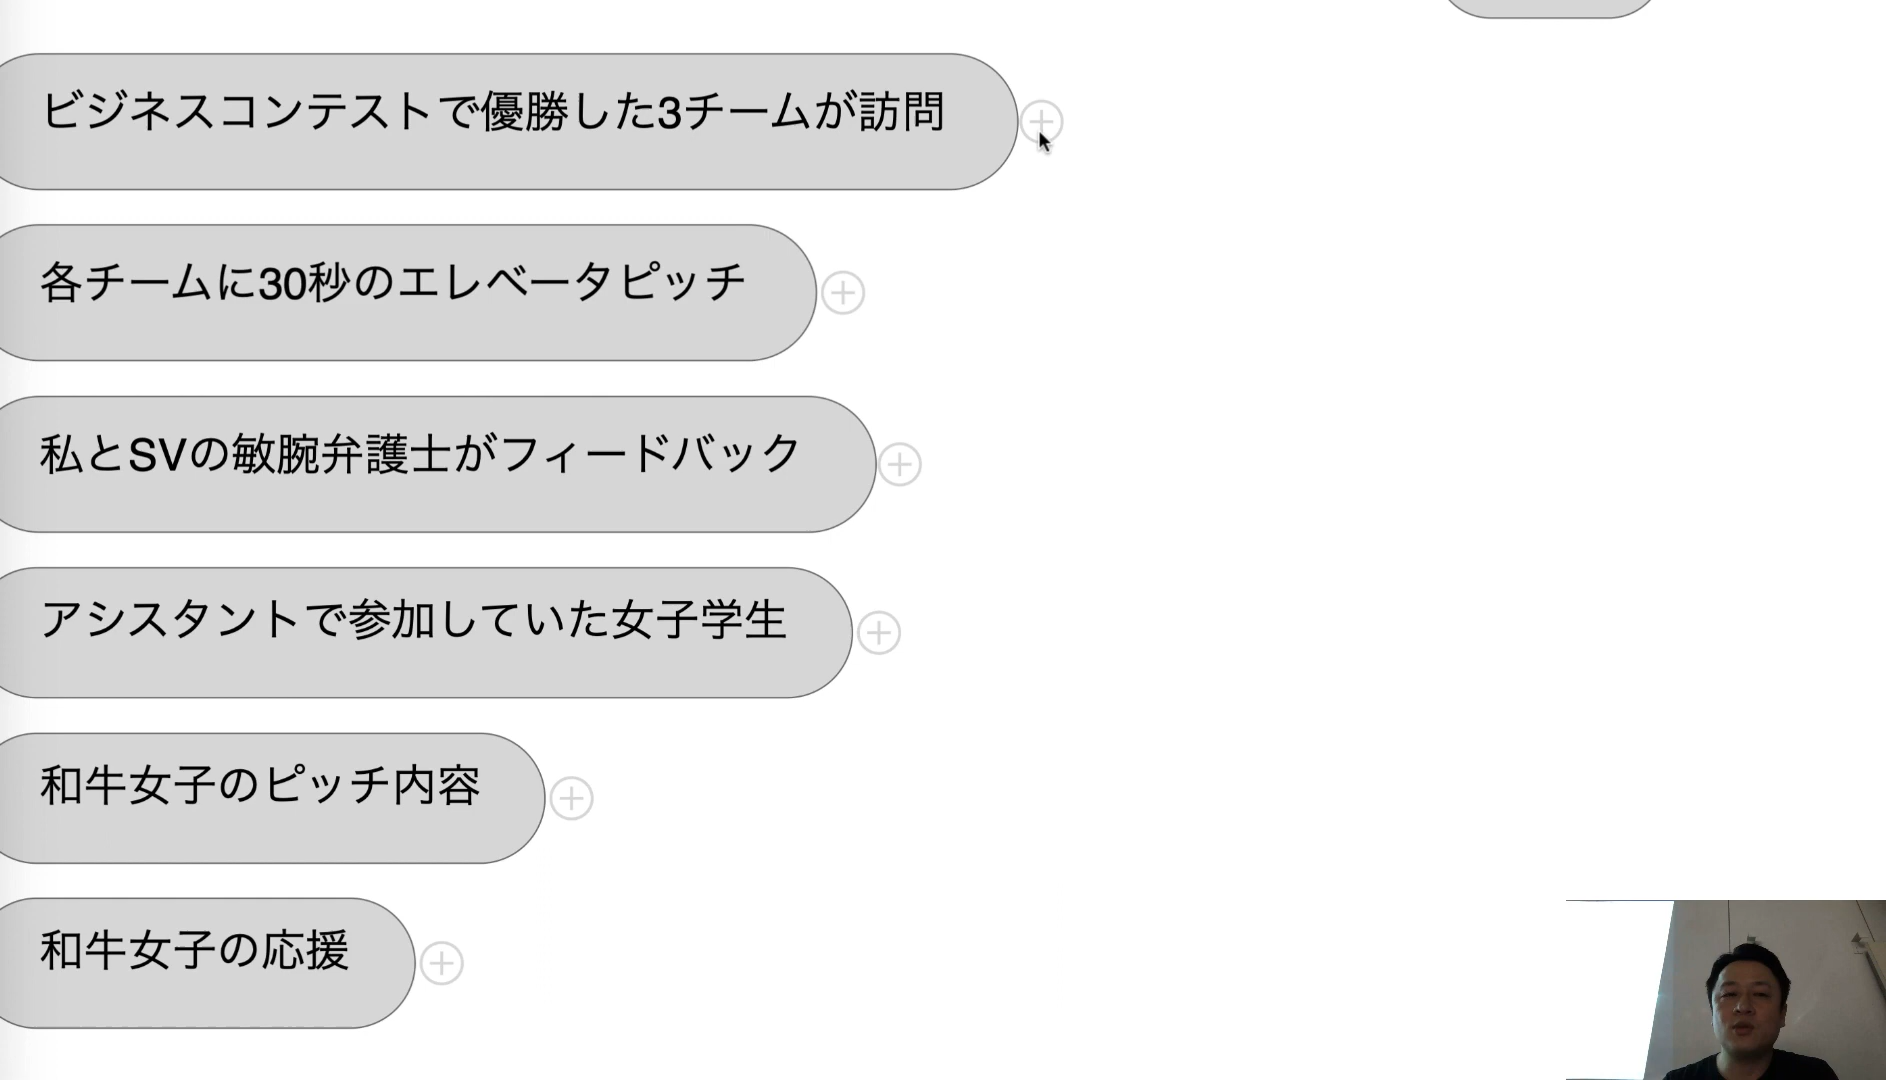 ビジネスコンテストで優勝した3チームが訪問
各チームに30秒のエレベータピッチ
私とSVの敏腕弁護士がフィードバック
アシスタントで参加していた女子学生
和牛女子のピッチ内容
和牛女子の応援